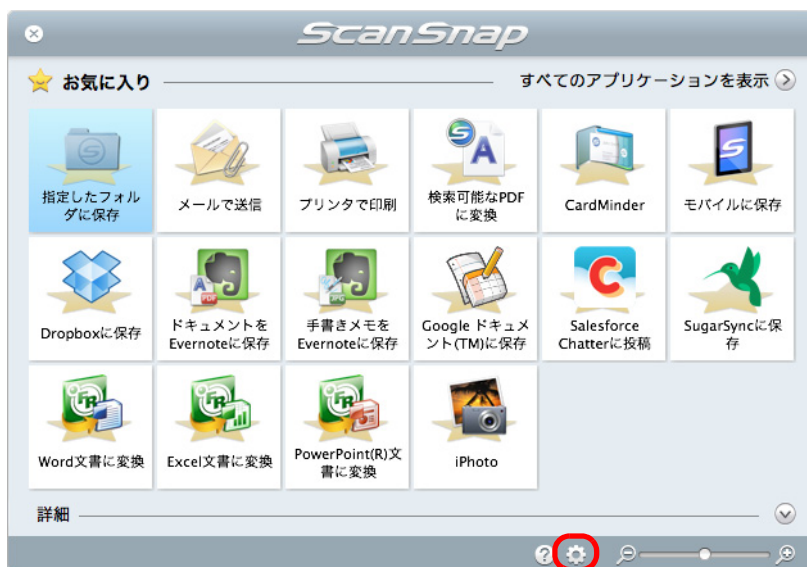 ScanSnap
お気に入り
すべてのアプリケーションを表示
指定したフォル
ダに保存
メールで送信
プリンタで印刷
検索可能なPDF
に変換
CardMinder
モバイルに保存
Dropboxに保存
ドキュメントを
Evernoteに保存
手書きメモを
Evernoteに保存
Google ドキュメ
ント(TM)に保存
Salesforce
Chatterに投稿
SugarSyncに保
存
Word文書に変換
Excel文書に変換
PowerPoint(R)文
書に変換
iPhoto
詳細